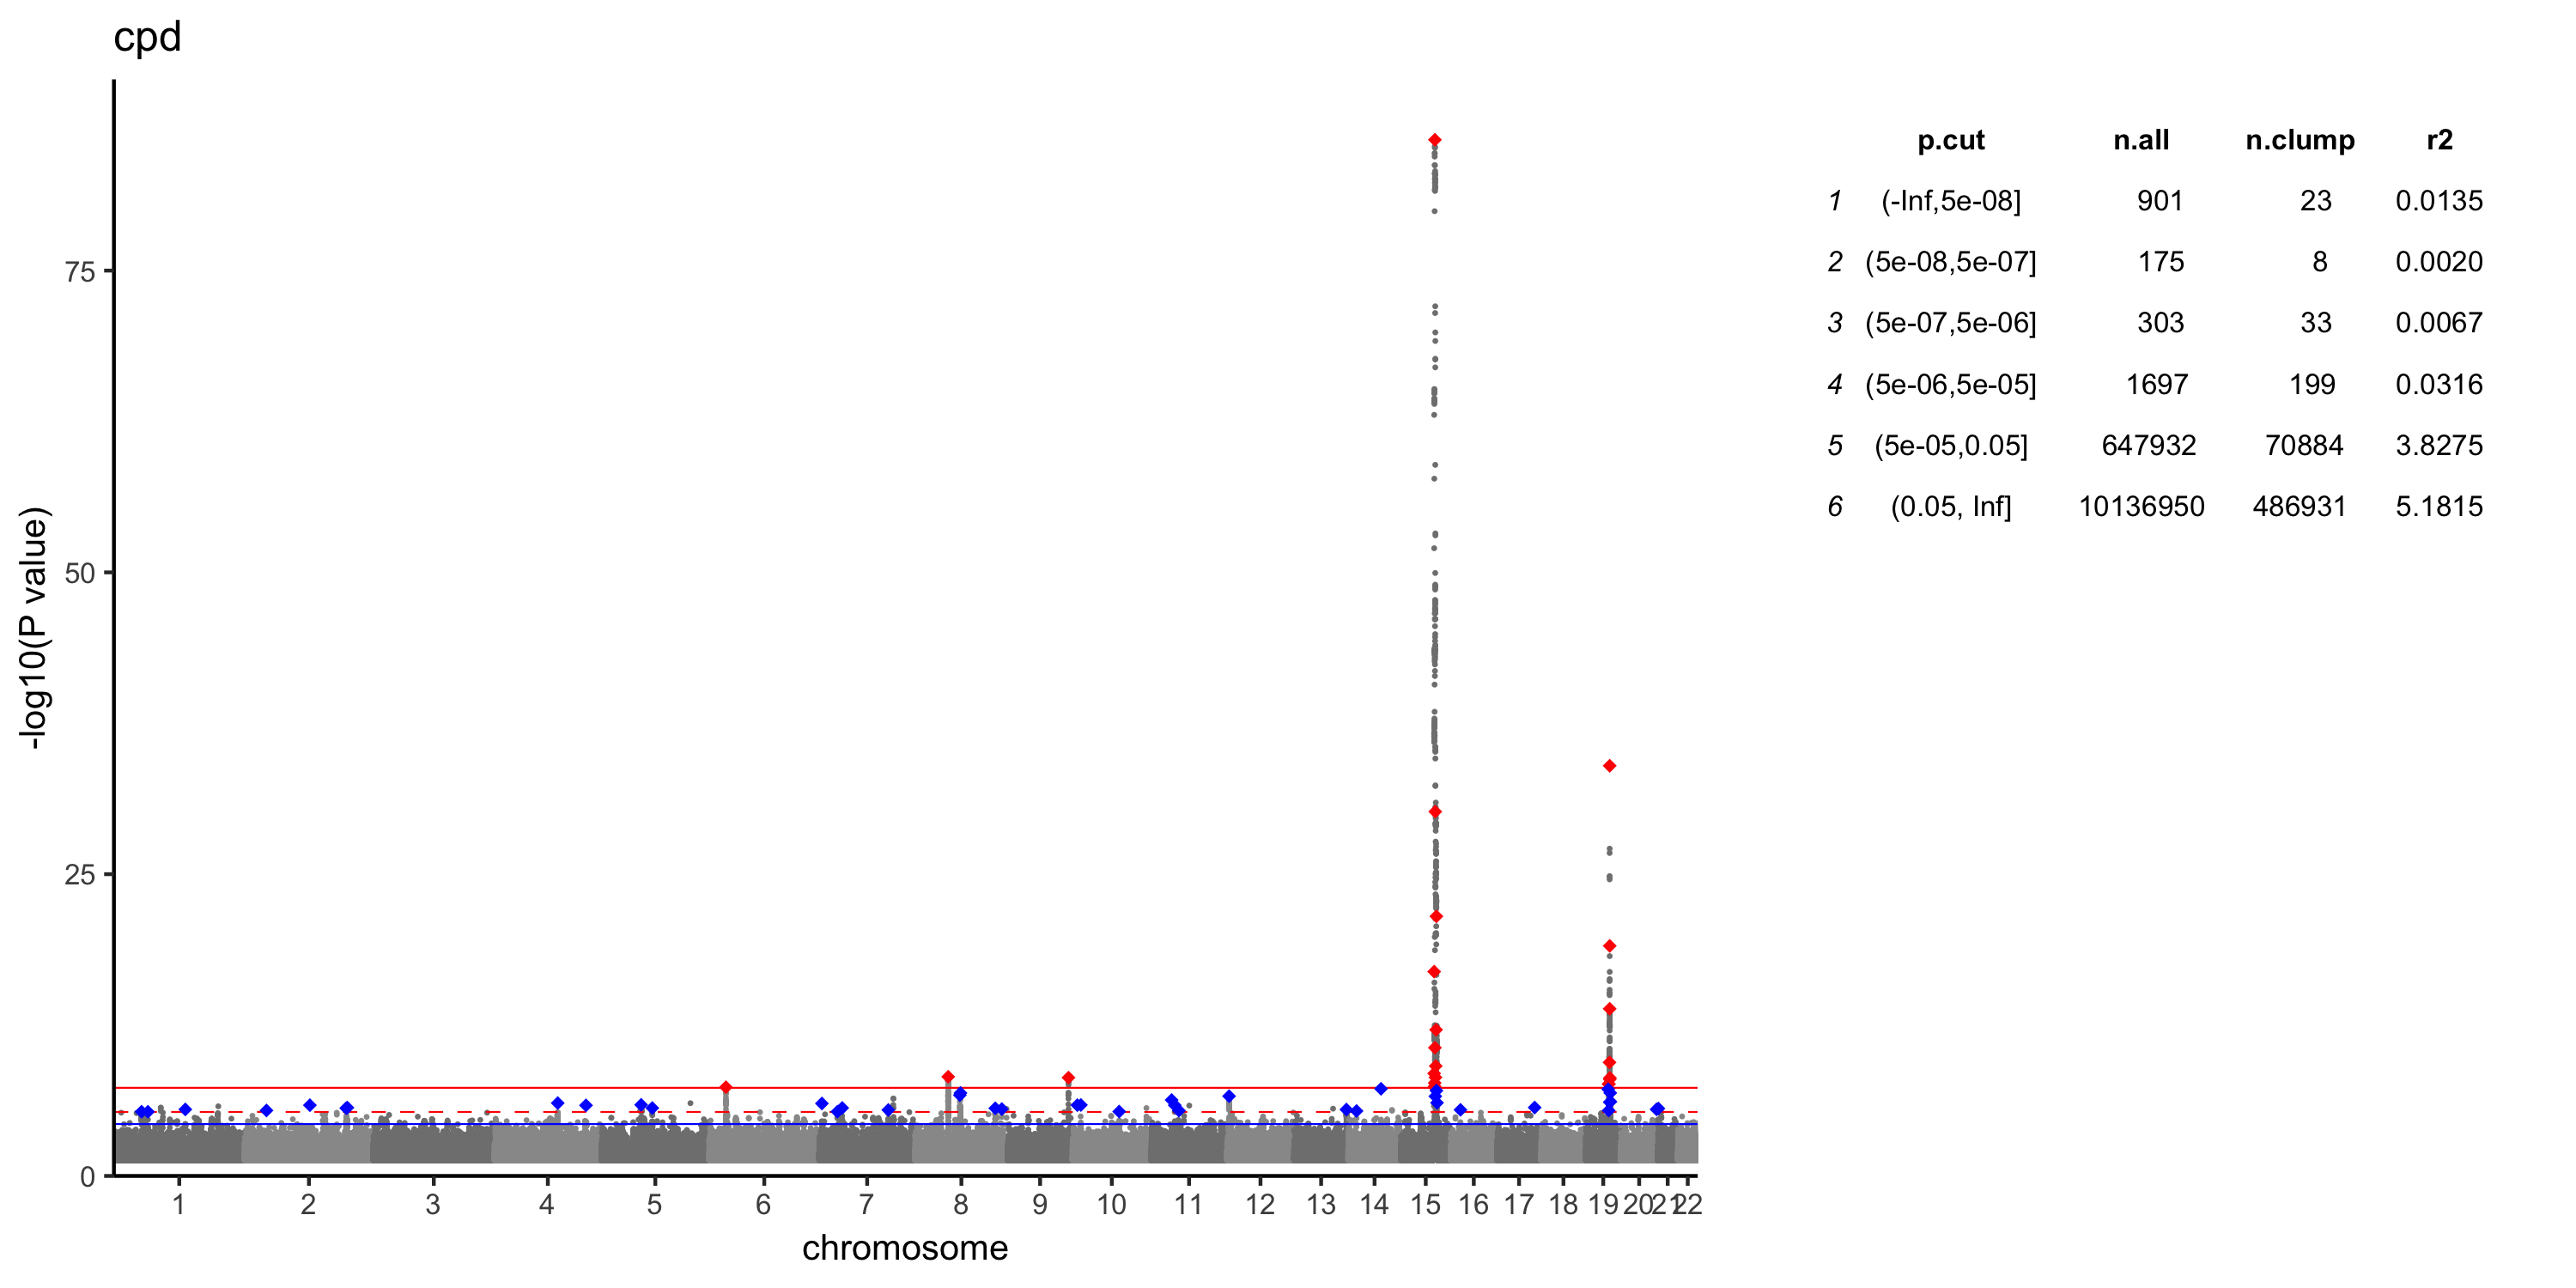 cpd
-log10(P value)
75
50
25
0
1 2 3 4 5 6 7 8 9 10 11 12 13 14 15 16 17 18 19 20 21 22
chromosome
p.cut n.all n.clump r2
1 (-Inf,5e-08] 901 23 0.0135
2 (5e-08,5e-07] 175 8 0.0020
3 (5e-07,5e-06] 303 33 0.0067
4 (5e-06,5e-05] 1697 199 0.0316
5 (5e-05,0.05] 647932 70884 3.8275
6 (0.05, Inf] 10136950 486931 5.1815